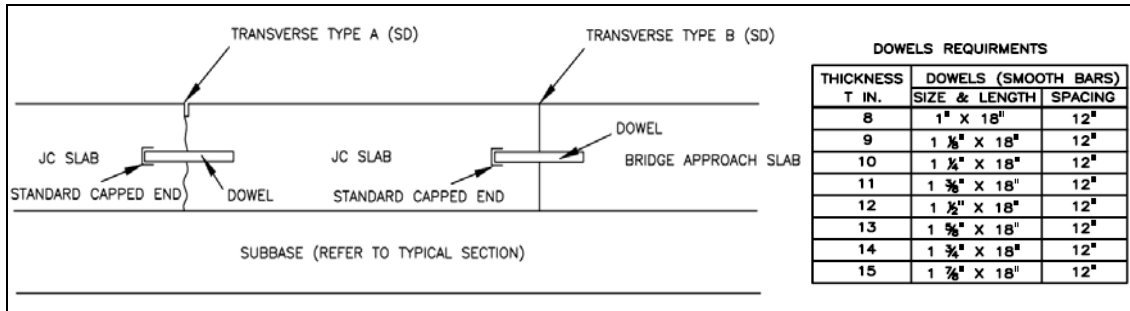 TRANSVERSE TYPE A (SD)
TRANSVERSE TYPE B (SD)
JC SLAB
STANDARD CAPPED END
DOWEL
JC SLAB
STANDARD CAPPED END
DOWEL
BRIDGE APPROACH SLAB
SUBBASE (REFER TO TYPICAL SECTION)
DOWELS REQUIRMENTS
THICKNESS T IN. DOWELS (SMOOTH BARS)
SIZE & LENGTH SPACING
8 1" X 18" 12"
9 1 ⅛" X 18" 12"
10 1 ¼" X 18" 12"
11 1 ⅜" X 18" 12"
12 1 ½" X 18" 12"
13 1 ⅝" X 18" 12"
14 1 ¾" X 18" 12"
15 1 ⅞" X 18" 12"